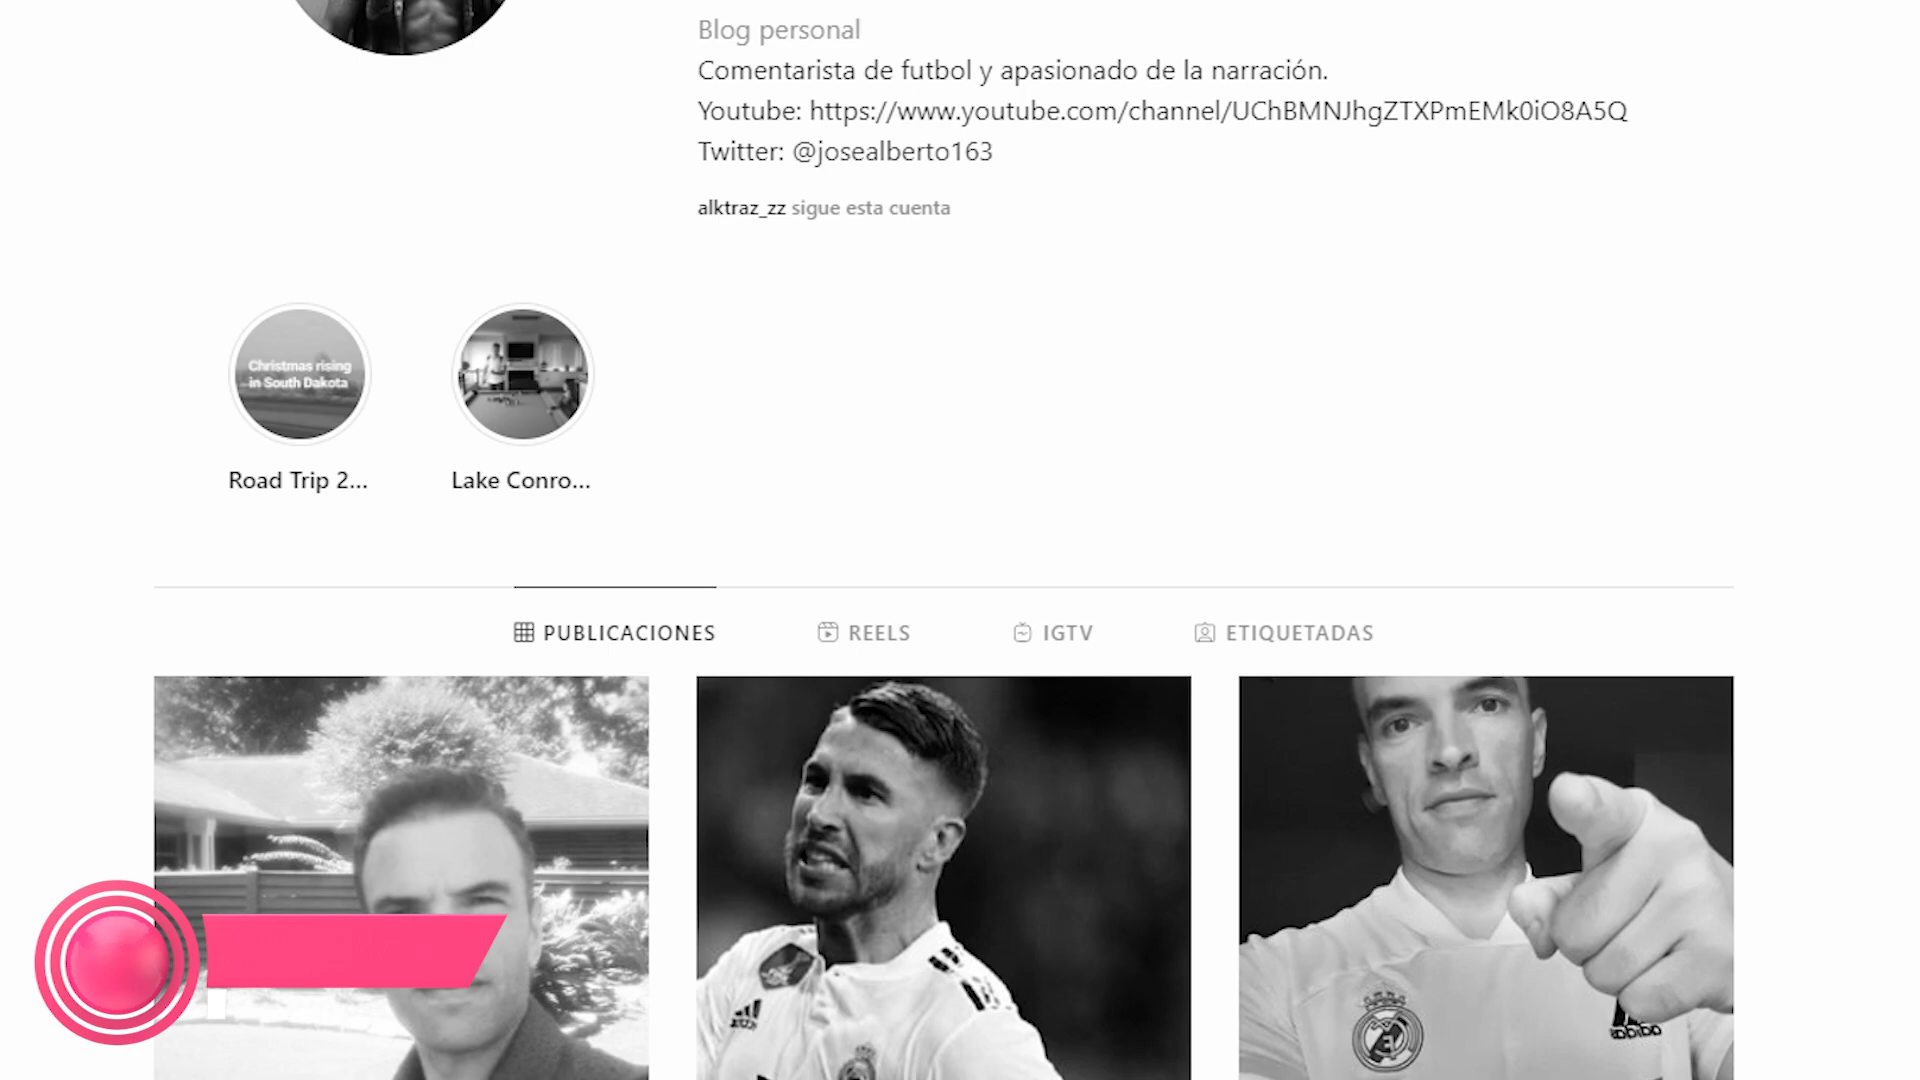 Blog personal
Comentarista de futbol y apasionado de la narración.
Youtube: https://www.youtube.com/channel/UChBMNJhgZTXPmEMk0iO8A5Q
Twitter: @josealberto163
alktraz_zz sigue esta cuenta
Christmas rising
in South Dakota
Road Trip 2...
Lake Conro...
PUBLICACIONES
REELS
IGTV
ETIQUETADAS
adidas